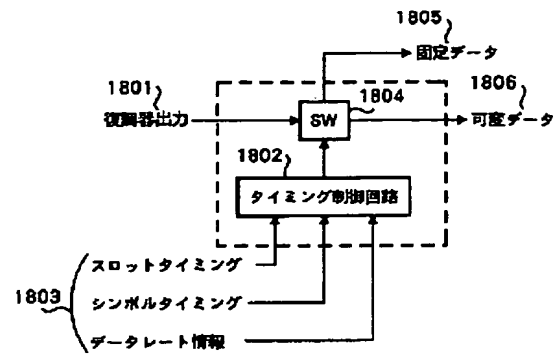 1805
固定データ
1801
1804
1806
復調器出力
SW
可変データ
1802
タイミング制御回路
スロットタイミング
1803
シンボルタイミング
データレート情報